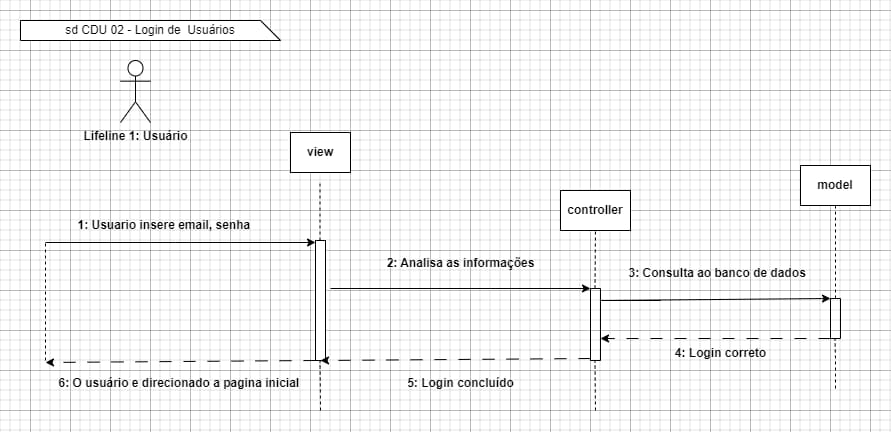 sd CDU 02 - Login de Usuários
Lifeline 1: Usuário
view
controller
model
1: Usuario insere email, senha
2: Analisa as informações
3: Consulta ao banco de dados
4: Login correto
5: Login concluído
6: O usuário e direcionado a pagina inicial